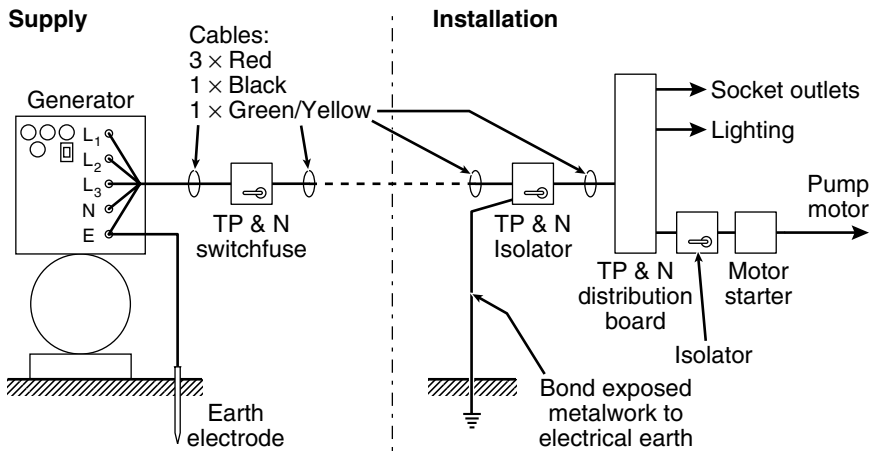 Supply
Installation
Cables:
3 × Red
1 × Black
1 × Green/Yellow
Generator
L1
L2
L3
N
E
TP & N
switchfuse
TP & N
Isolator
Socket outlets
Lighting
Pump
motor
TP & N
distribution
board
Motor
starter
Isolator
Earth
electrode
Bond exposed
metalwork to
electrical earth